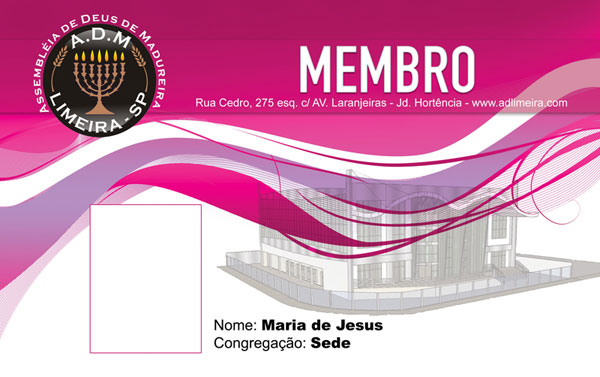 ASSEMBLÉIA DE DEUS DE MADUREIRA
A.D.M
LIMEIRA - SP
MEMBRO
Rua Cedro, 275 esq. c/ AV. Laranjeiras - Jd. Hortência - www.adlimeira.com
Nome: Maria de Jesus
Congregação: Sede